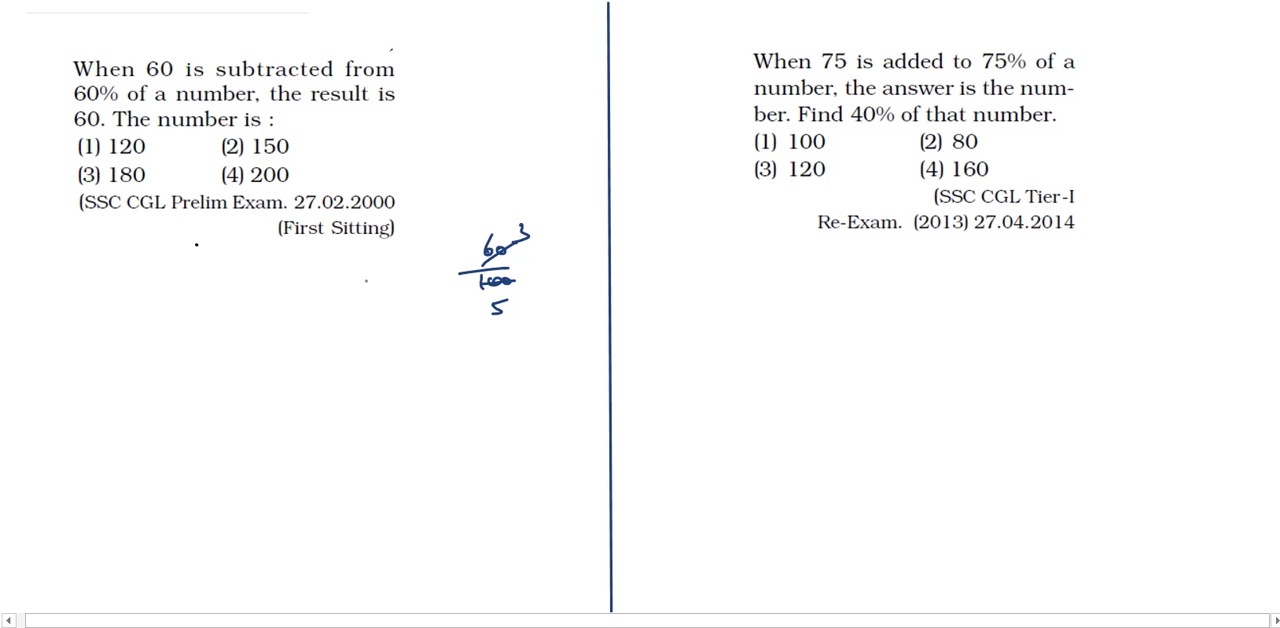 When 60 is subtracted from
60% of a number, the result is
60. The number is :
(1) 120 (2) 150
(3) 180 (4) 200
(SSC CGL Prelim Exam. 27.02.2000
(First Sitting)
60 3
100
5
When 75 is added to 75% of a
number, the answer is the num-
ber. Find 40% of that number.
(1) 100 (2) 80
(3) 120 (4) 160
(SSC CGL Tier-I
Re-Exam. (2013) 27.04.2014